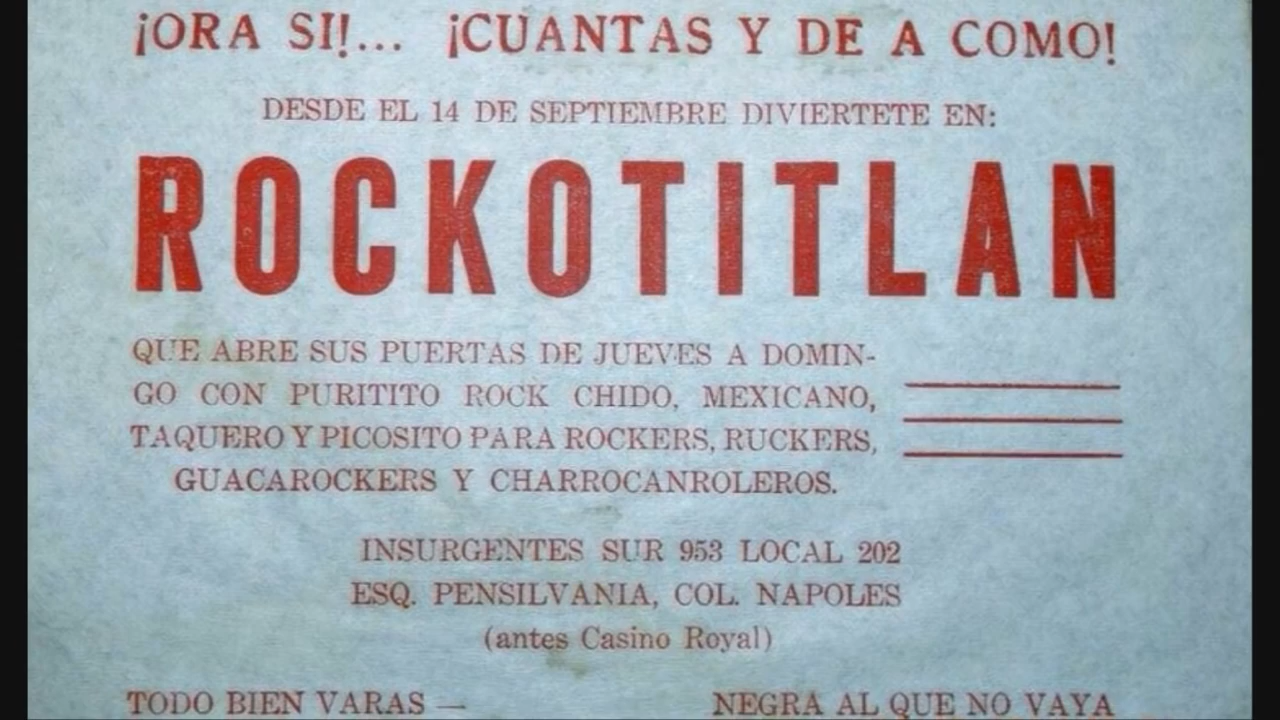 ¡ORA SI!... ¡CUANTAS Y DE A COMO!
DESDE EL 14 DE SEPTIEMBRE DIVIERTETE EN:
ROCKOTITLAN
QUE ABRE SUS PUERTAS DE JUEVES A DOMIN-
GO CON PURITITO ROCK CHIDO, MEXICANO,
TAQUERO Y PICOSITO PARA ROCKERS, RUCKERS,
GUACAROCKERS Y CHARROCANROLEROS.
INSURGENTES SUR 953 LOCAL 202
ESQ. PENSILVANIA, COL. NAPOLES
(antes Casino Royal)
TODO BIEN VARAS — NEGRA AL QUE NO VAYA